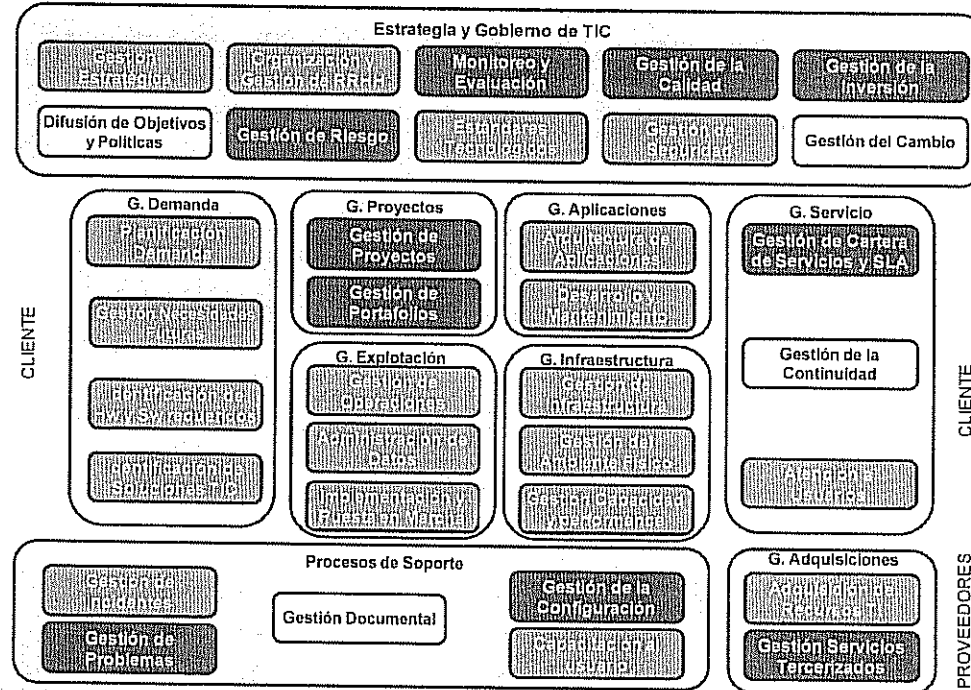 Estrategia y Gobierno de TIC
Gestión
Estratégica
Organización y
Gestión de RRHH
Monitoreo y
Evaluación
Gestión de la
Calidad
Gestión de la
Inversión
Difusión de Objetivos
y Políticas
Gestión de Riesgo
Estándares
Tecnológicos
Gestión de
Seguridad
Gestión del Cambio
CLIENTE
G. Demanda
Planificación
Demanda
Gestión Necesidades
Futuras
Identificación de
Hw y Sw requeridos
Identificación de
Soluciones TIC
G. Proyectos
Gestión de
Proyectos
Gestión de
Portafolios
G. Aplicaciones
Arquitectura de
Aplicaciones
Desarrollo y
Mantenimiento
G. Explotación
Gestión de
Operaciones
Administración de
Datos
Implementación y
Puesta en Marcha
G. Infraestructura
Gestión de
Infraestructura
Gestión del
Ambiente Físico
Gestión Capacidad
y performance
G. Servicio
Gestión de Cartera
de Servicios y SLA
Gestión de la
Continuidad
Atención a
Usuarios
CLIENTE
Procesos de Soporte
Gestión de
Incidentes
Gestión de
Problemas
Gestión Documental
Gestión de la
Configuración
Capacitación a
usuario
G. Adquisiciones
Adquisición de
Recursos
Gestión Servicios
Tercerizados
PROVEEDORES